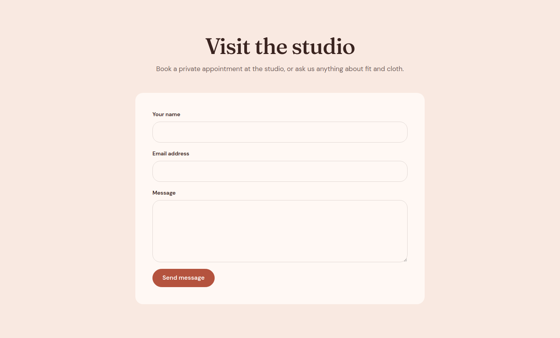 Visit the studio
Book a private appointment at the studio, or ask us anything about fit and cloth.
Your name
Email address
Message
Send message